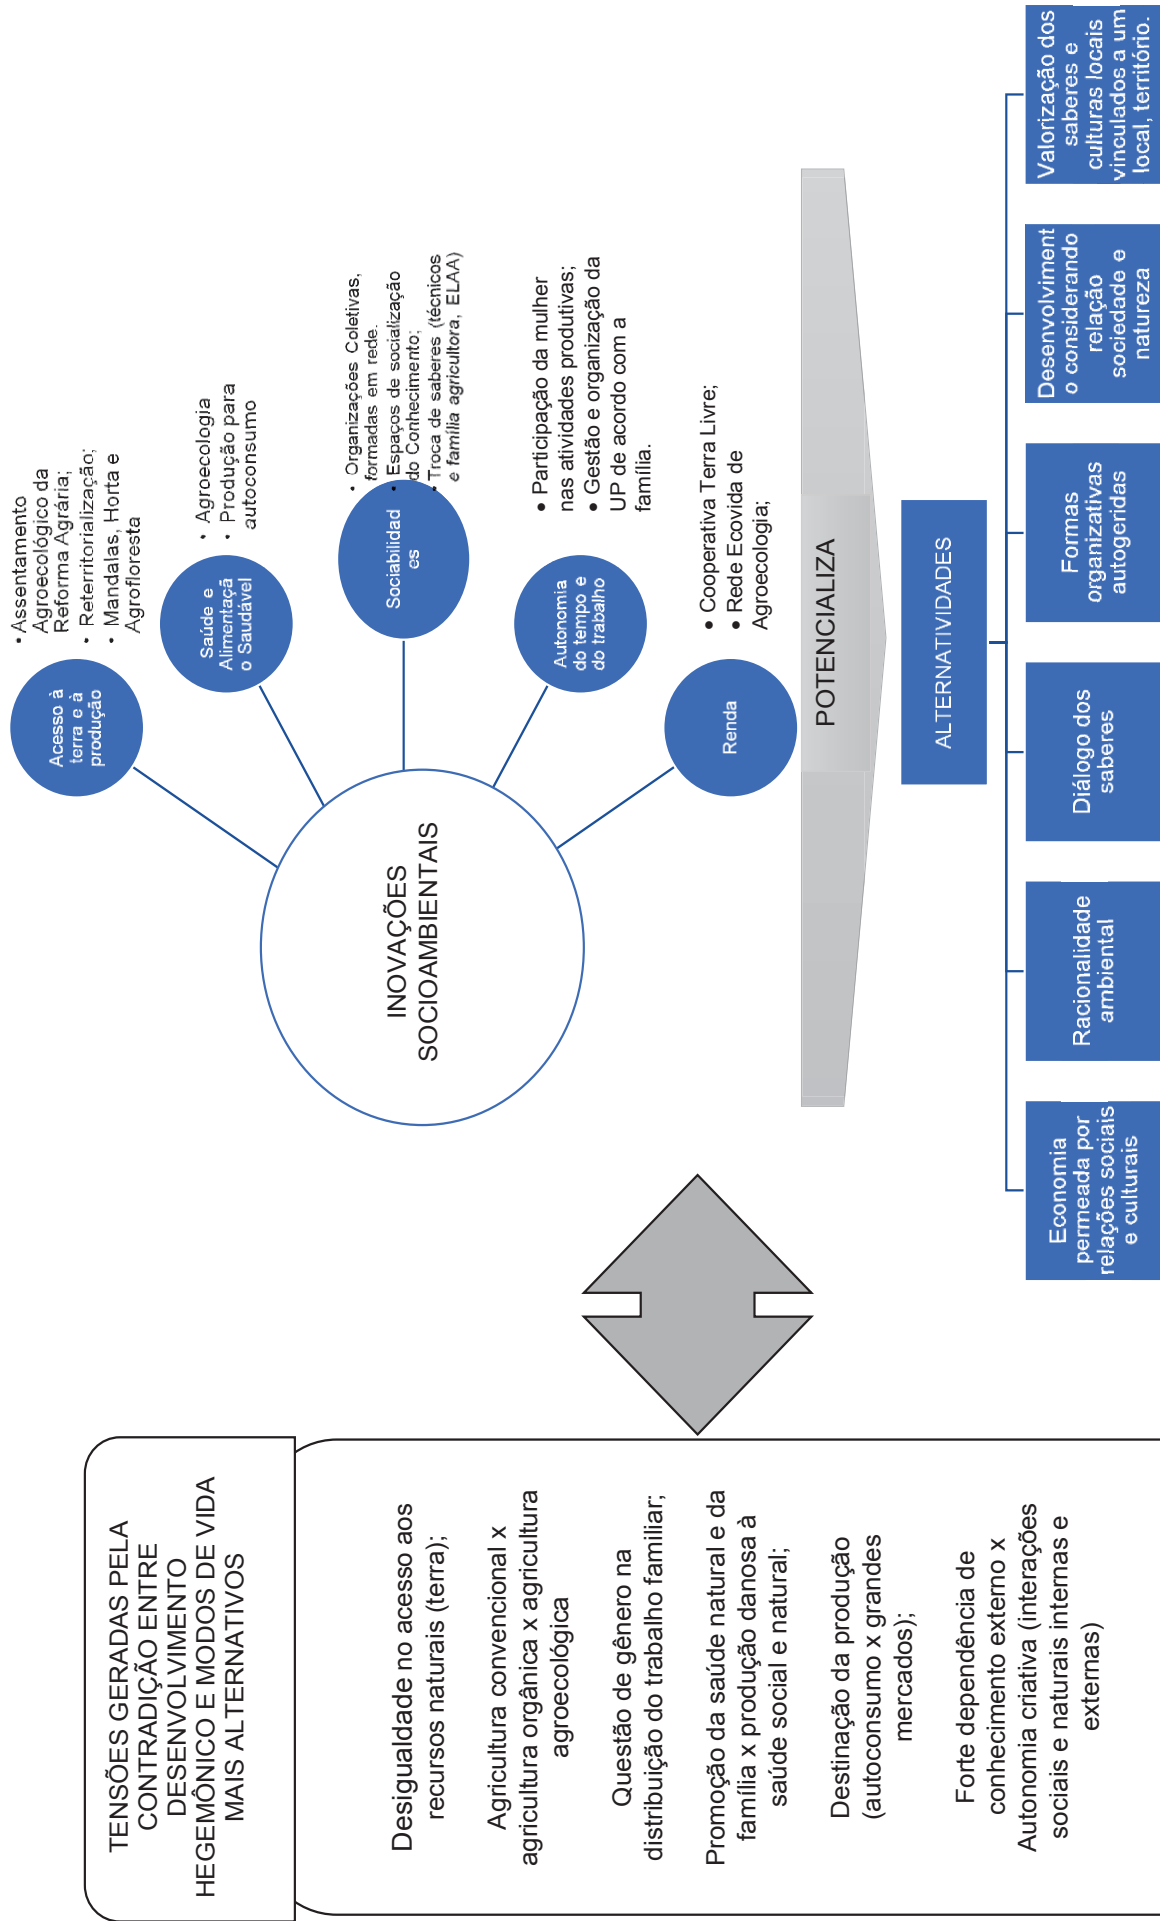 TENSÕES GERADAS PELA
CONTRADIÇÃO ENTRE
DESENVOLVIMENTO
HEGEMÔNICO E MODOS DE VIDA
MAIS ALTERNATIVOS
Desigualdade no acesso aos
recursos naturais (terra);
Agricultura convencional x
agricultura orgânica x agricultura
agroecológica
Questão de gênero na
distribuição do trabalho familiar;
Promoção da saúde natural e da
família x produção danosa à
saúde social e natural;
Destinação da produção
(autoconsumo x grandes
mercados);
Forte dependência de
conhecimento externo x
Autonomia criativa (interações
sociais e naturais internas e
externas)
INOVAÇÕES
SOCIOAMBIENTAIS
Acesso à
terra e à
produção
• Assentamento
Agroecológico da
Reforma Agrária;
• Reterritorialização;
• Mandalas, Horta e
Agrofloresta
Saúde e
Alimentaçã
o Saudável
• Agroecologia
• Produção para
autoconsumo
Sociabilidad
es
• Organizações Coletivas,
formadas em rede.
• Espaços de socialização
do Conhecimento;
• Troca de saberes (técnicos
e família agricultora, ELAA)
Autonomia
do tempo e
do trabalho
• Participação da mulher
nas atividades produtivas;
• Gestão e organização da
UP de acordo com a
família.
Renda
• Cooperativa Terra Livre;
• Rede Ecovida de
Agroecologia;
POTENCIALIZA
ALTERNATIVIDADES
Economia
permeada por
relações sociais
e culturais
Racionalidade
ambiental
Diálogo dos
saberes
Formas
organizativas
autogeridas
Desenvolviment
o considerando
relação
sociedade e
natureza
Valorização dos
saberes e
culturas locais
vinculados a um
local, território.